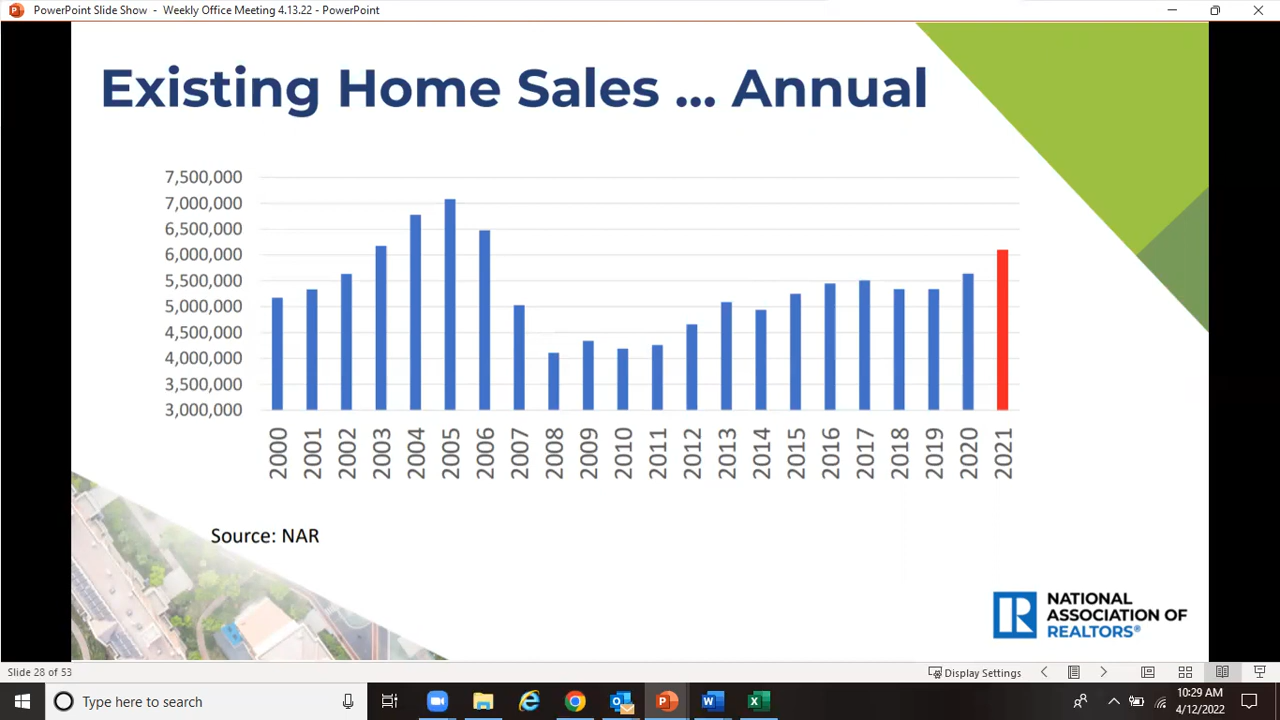 PowerPoint Slide Show - Weekly Office Meeting 4.13.22 - PowerPoint
Existing Home Sales ... Annual
7,500,000
7,000,000
6,500,000
6,000,000
5,500,000
5,000,000
4,500,000
4,000,000
3,500,000
3,000,000
2000 2001 2002 2003 2004 2005 2006 2007 2008 2009 2010 2011 2012 2013 2014 2015 2016 2017 2018 2019 2020 2021
Source: NAR
NATIONAL
ASSOCIATION OF
REALTORS®
Slide 28 of 53
Display Settings
Type here to search
10:29 AM
4/12/2022